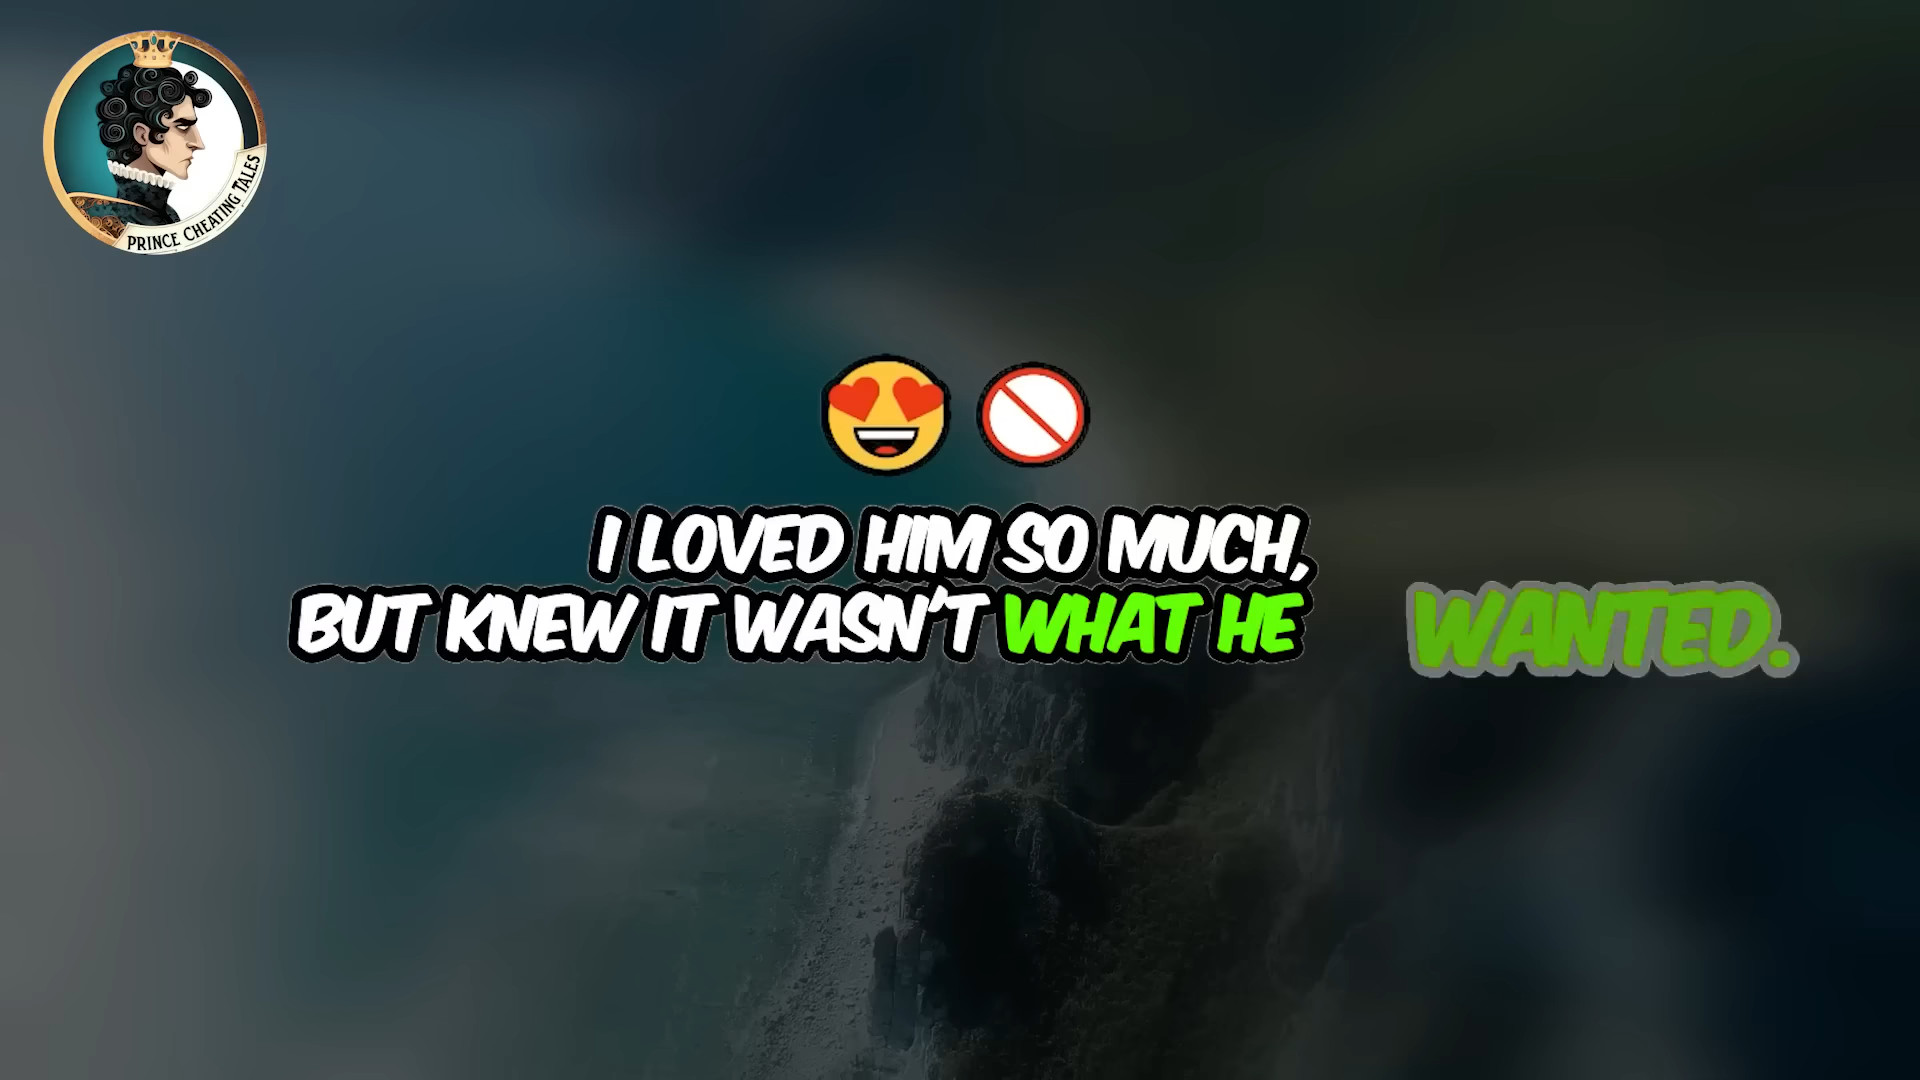 PRINCE CHEATING TALES
I LOVED HIM SO MUCH,
BUT KNEW IT WASN'T WHAT HE WANTED.